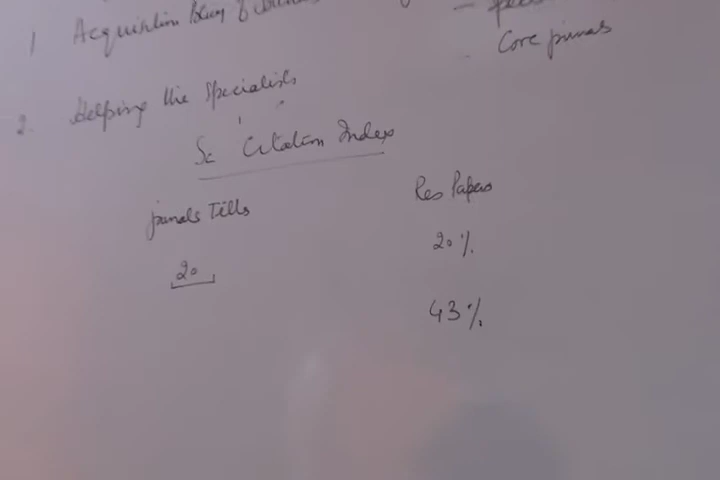 1 Acquisition
Core journals
2. Helping the Specialists
Sc Citation Index
journals Titles
Res Papers
20
20%
43%